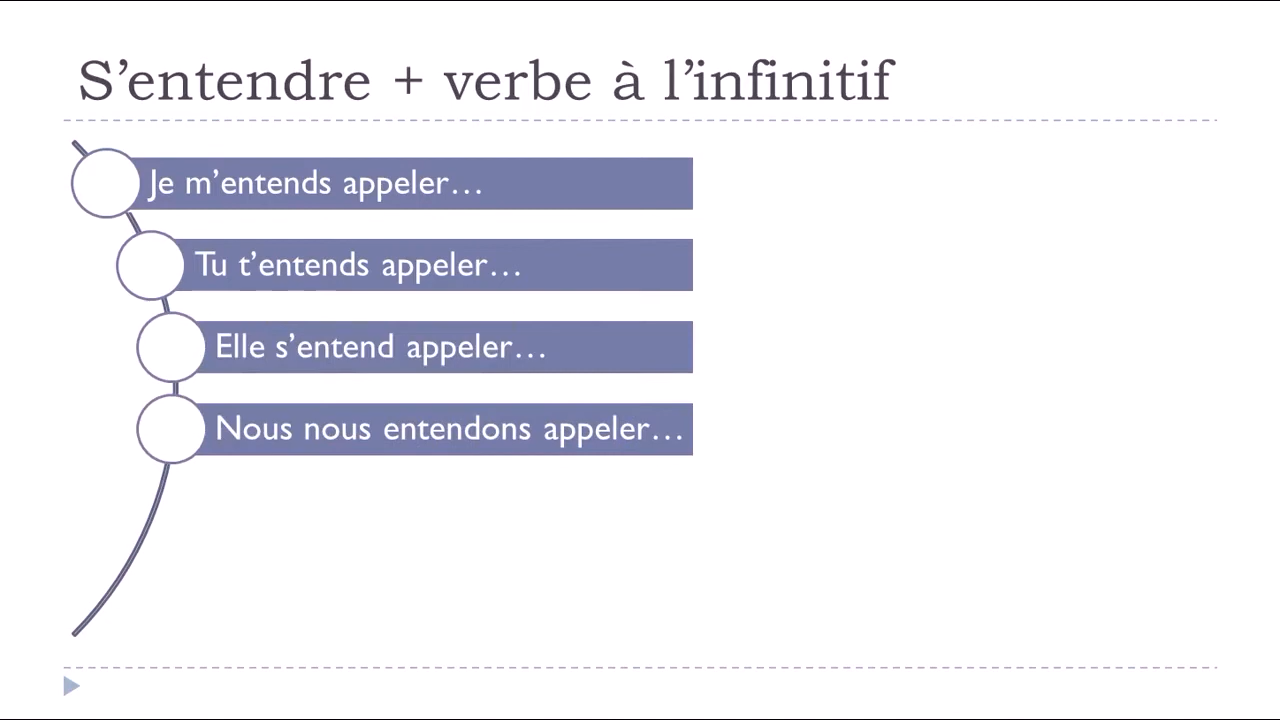 S’entendre + verbe à l’infinitif
Je m’entends appeler…
Tu t’entends appeler…
Elle s’entend appeler…
Nous nous entendons appeler…